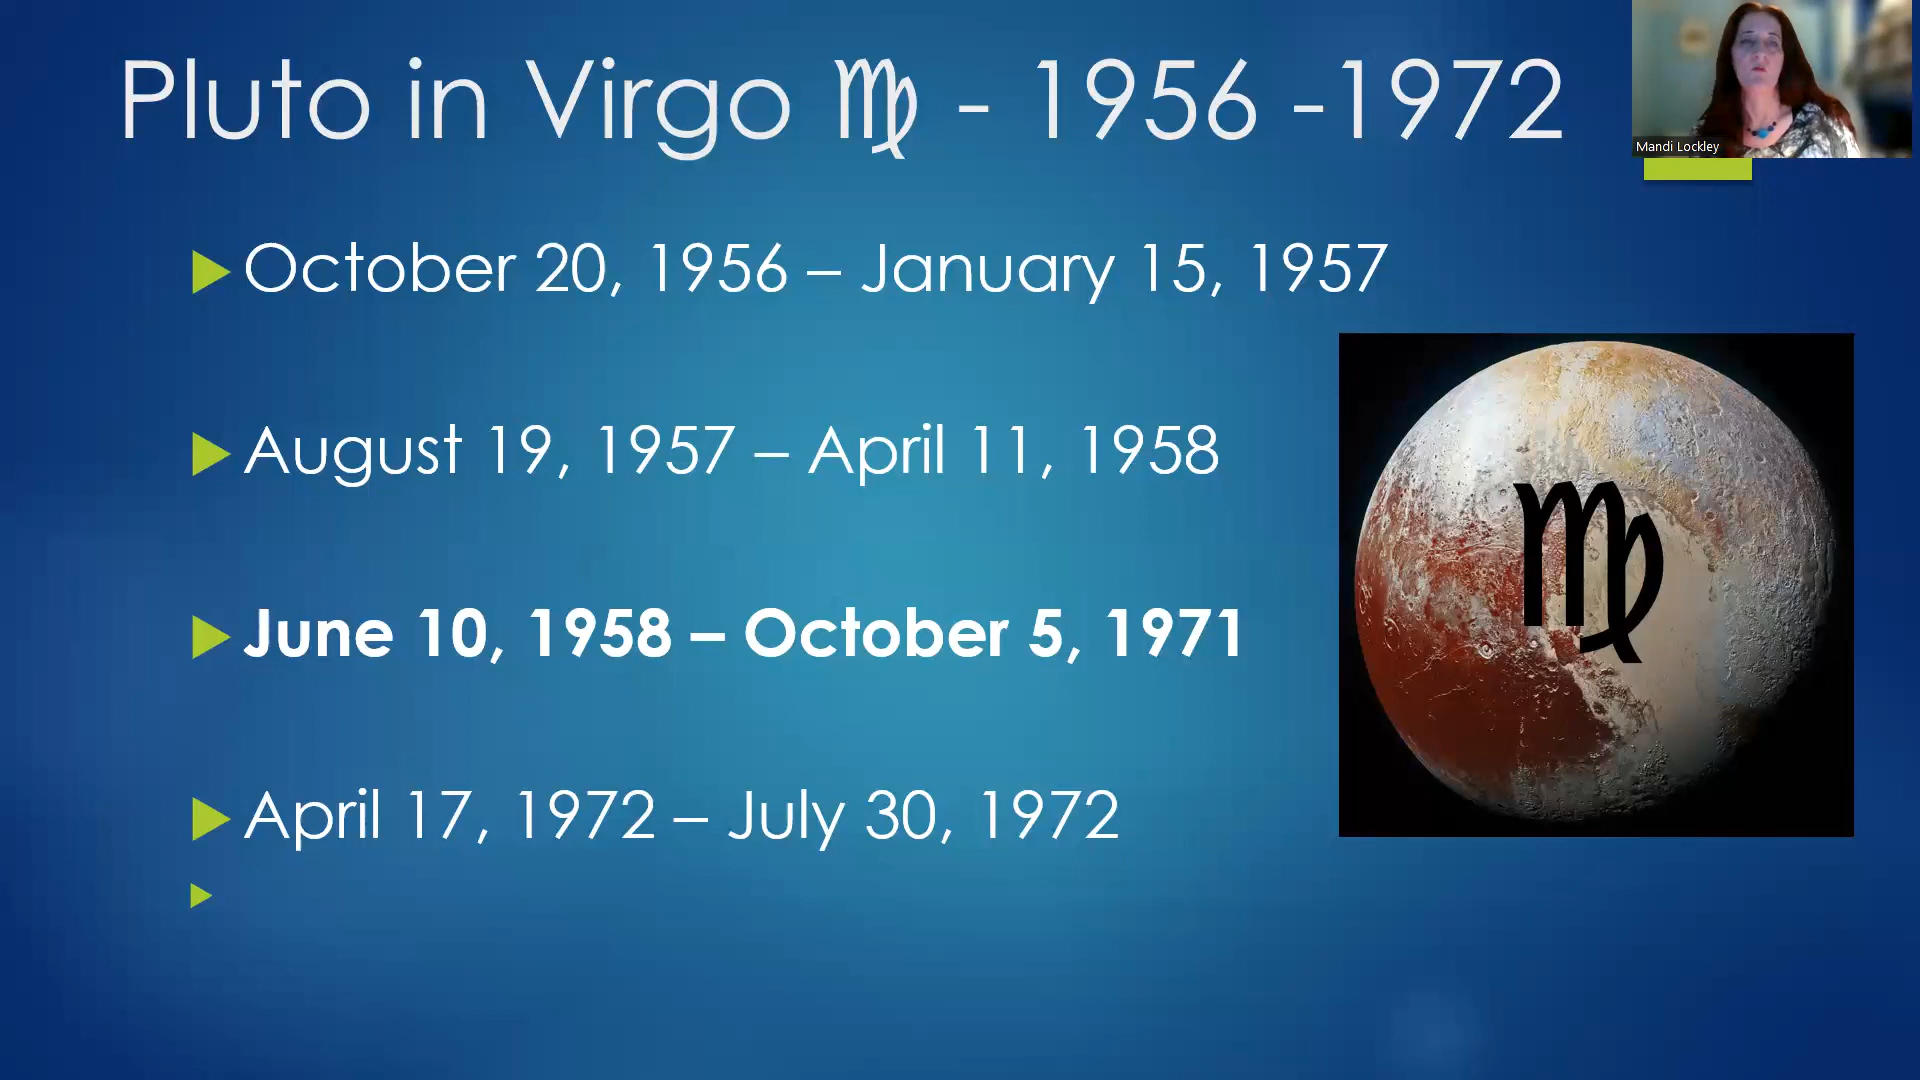 Pluto in Virgo ♍ - 1956 -1972
Mandi Lockley
October 20, 1956 – January 15, 1957
August 19, 1957 – April 11, 1958
June 10, 1958 – October 5, 1971
April 17, 1972 – July 30, 1972
♍